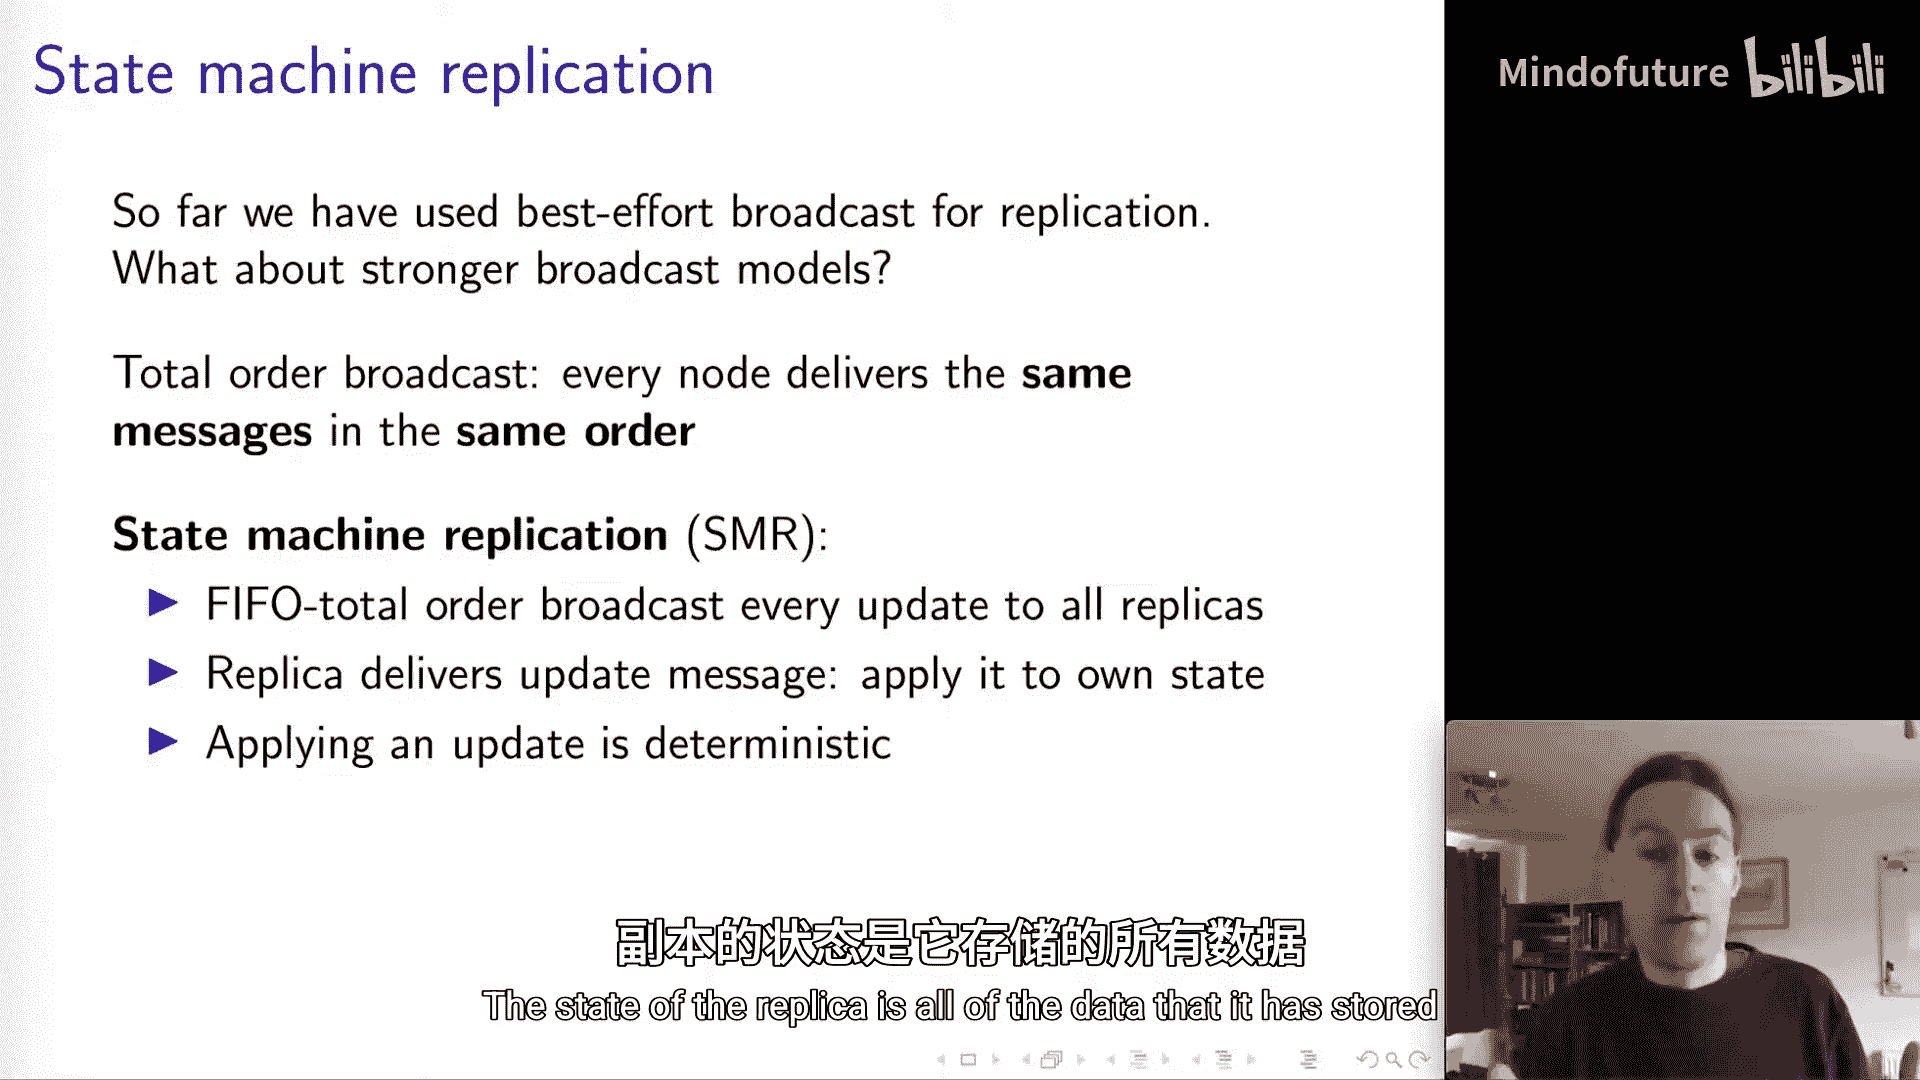 State machine replication
Mindofuture bilibili
So far we have used best-effort broadcast for replication.
What about stronger broadcast models?
Total order broadcast: every node delivers the same
messages in the same order
State machine replication (SMR):
FIFO-total order broadcast every update to all replicas
Replica delivers update message: apply it to own state
Applying an update is deterministic
副本的状态是它存储的所有数据
The state of the replica is all of the data that it has stored